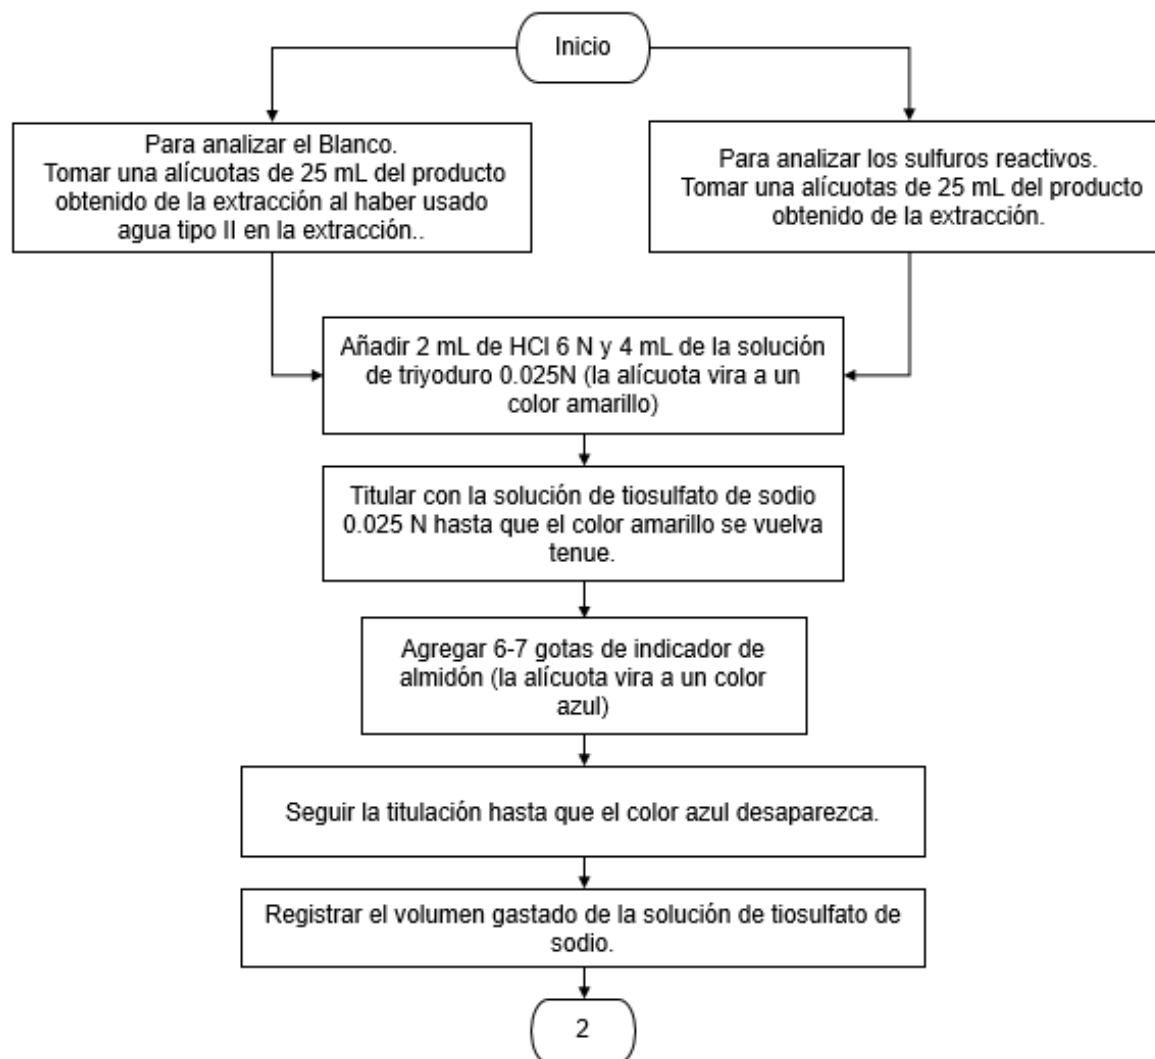 Inicio
Para analizar el Blanco.
Tomar una alícuotas de 25 mL del producto
obtenido de la extracción al haber usado
agua tipo II en la extracción..
Para analizar los sulfuros reactivos.
Tomar una alícuotas de 25 mL del producto
obtenido de la extracción.
Añadir 2 mL de HCl 6 N y 4 mL de la solución
de triyoduro 0.025N (la alícuota vira a un
color amarillo)
Titular con la solución de tiosulfato de sodio
0.025 N hasta que el color amarillo se vuelva
tenue.
Agregar 6-7 gotas de indicador de
almidón (la alícuota vira a un color
azul)
Seguir la titulación hasta que el color azul desaparezca.
Registrar el volumen gastado de la solución de tiosulfato de
sodio.
2